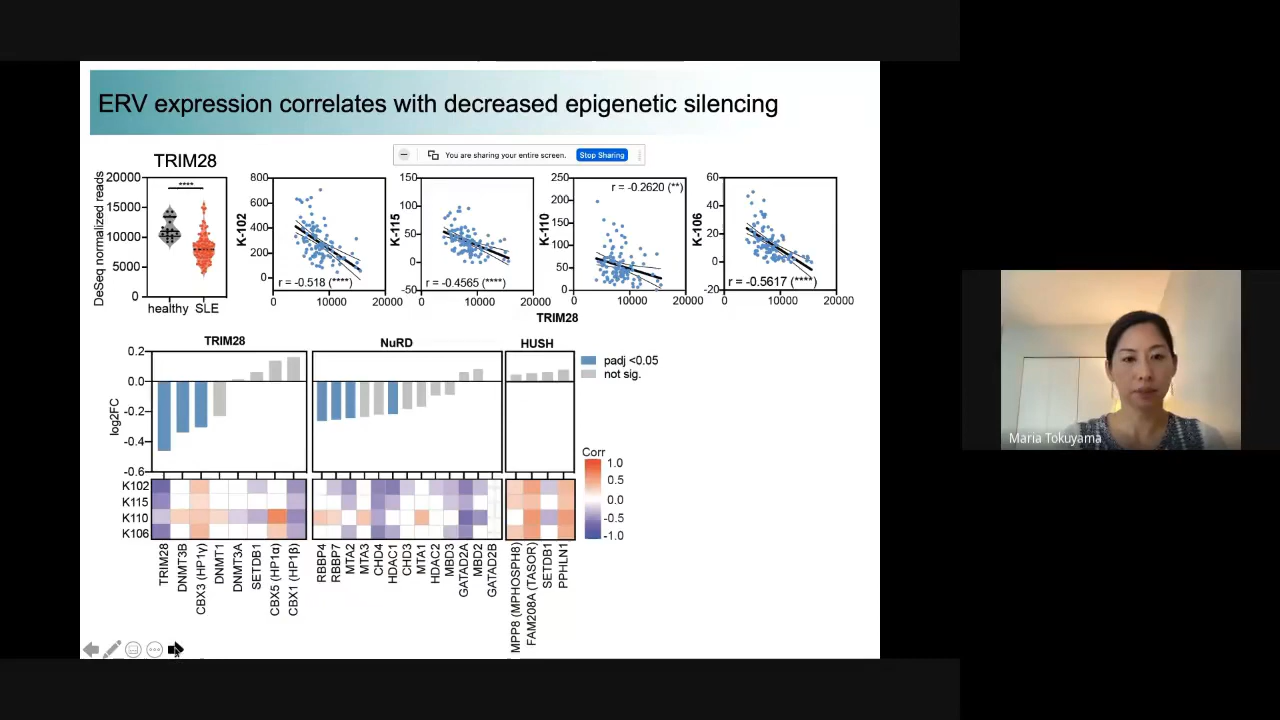 ERV expression correlates with decreased epigenetic silencing
You are sharing your entire screen. Stop Sharing
TRIM28
DeSeq normalized reads
20000
15000
10000
5000
0
****
healthy SLE
K-102
800
600
400
200
0
r = -0.518 (****)
0 10000 20000
K-115
150
100
50
0
-50
r = -0.4565 (****)
0 10000 20000
K-110
250
200
150
100
50
0
r = -0.2620 (**)
0 10000 20000
K-106
60
40
20
0
-20
r = -0.5617 (****)
0 10000 20000
TRIM28
TRIM28 NuRD HUSH
log2FC
0.2
0.0
-0.2
-0.4
-0.6
padj <0.05
not sig.
Corr
1.0
0.5
0.0
-0.5
-1.0
K102
K115
K110
K106
TRIM28
DNMT3B
CBX3 (HP1γ)
DNMT1
DNMT3A
SETDB1
CBX5 (HP1α)
CBX1 (HP1β)
RBBP4
RBBP7
MTA2
MTA3
CHD4
HDAC1
CHD3
MTA1
HDAC2
MBD3
GATAD2A
MBD2
GATAD2B
MPP8 (MPHOSPH8)
FAM208A (TASOR)
SETDB1
PPHLN1
Maria Tokuyama